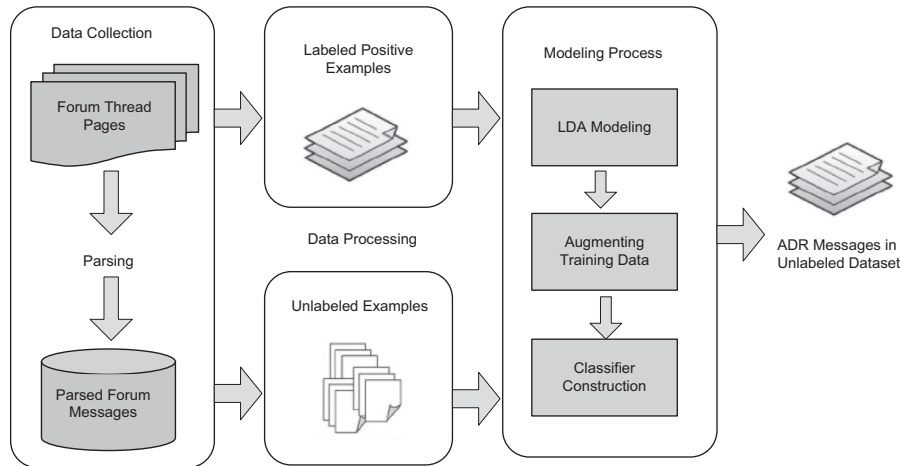 Data Collection
Forum Thread
Pages
Parsing
Parsed Forum
Messages
Labeled Positive
Examples
Data Processing
Unlabeled Examples
Modeling Process
LDA Modeling
Augmenting
Training Data
Classifier
Construction
ADR Messages in
Unlabeled Dataset